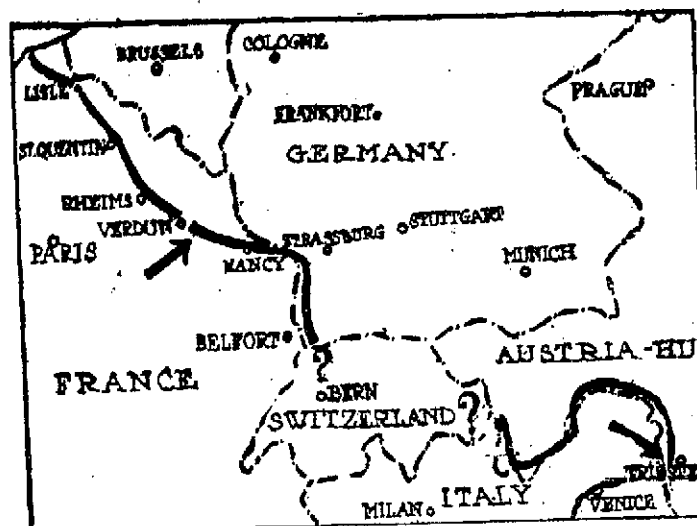 BRUSSELS
COLOGNE
LISLE
PRAGUE
FRANKFORT
ST. QUENTIN
GERMANY
RHEIMS
VERDUN
STRASSBURG
STUTTGART
PARIS
NANCY
MUNICH
BELFORT
AUSTRIA-HU
FRANCE
?
BERN
?
SWITZERLAND
TRIESTE
MILAN
ITALY
VENICE